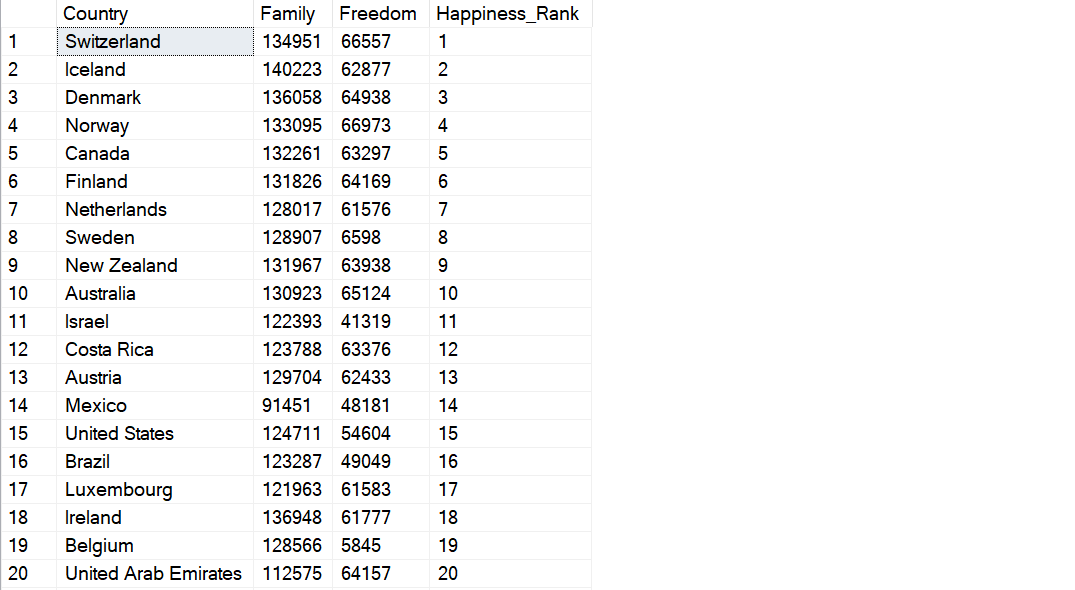 Country Family Freedom Happiness_Rank
1 Switzerland 134951 66557 1
2 Iceland 140223 62877 2
3 Denmark 136058 64938 3
4 Norway 133095 66973 4
5 Canada 132261 63297 5
6 Finland 131826 64169 6
7 Netherlands 128017 61576 7
8 Sweden 128907 6598 8
9 New Zealand 131967 63938 9
10 Australia 130923 65124 10
11 Israel 122393 41319 11
12 Costa Rica 123788 63376 12
13 Austria 129704 62433 13
14 Mexico 91451 48181 14
15 United States 124711 54604 15
16 Brazil 123287 49049 16
17 Luxembourg 121963 61583 17
18 Ireland 136948 61777 18
19 Belgium 128566 5845 19
20 United Arab Emirates 112575 64157 20